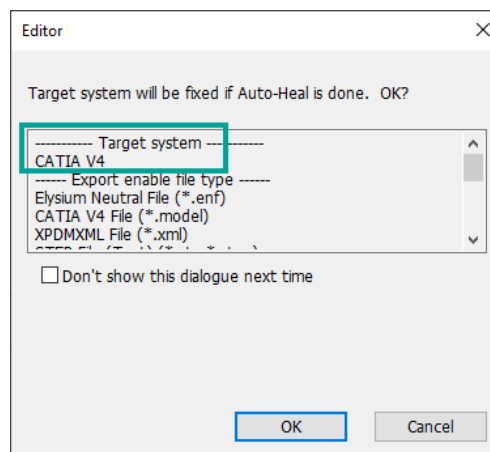 Editor
Target system will be fixed if Auto-Heal is done.  OK?
----------- Target system -----------
CATIA V4
------ Export enable file type ------
Elysium Neutral File (*.enf)
CATIA V4 File (*.model)
XPDMXML File (*.xml)
Don't show this dialogue next time
OK
Cancel